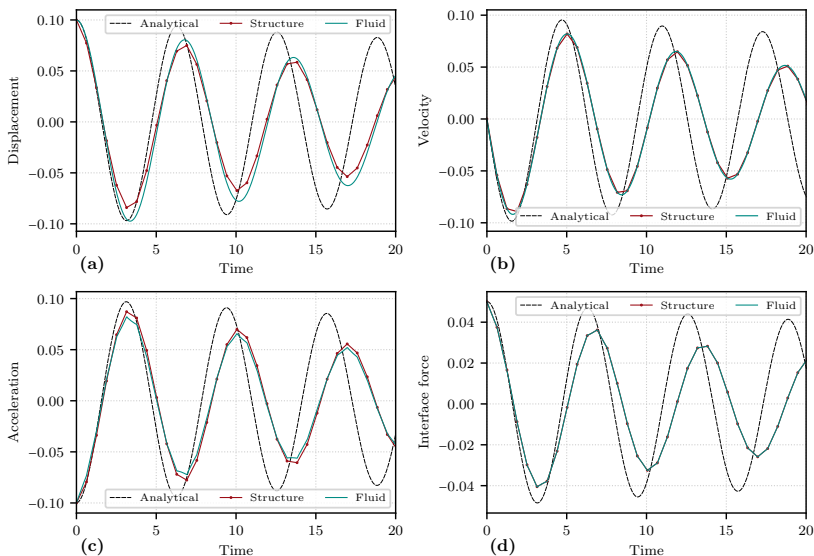 0.10
0.05
0.00
−0.05
−0.10
Displacement
Analytical Structure Fluid
0 5 10 15 20
(a) Time
0.10
0.05
0.00
−0.05
−0.10
Velocity
Analytical Structure Fluid
0 5 10 15 20
(b) Time
0.10
0.05
0.00
−0.05
−0.10
Acceleration
Analytical Structure Fluid
0 5 10 15 20
(c) Time
0.04
0.02
0.00
−0.02
−0.04
Interface force
Analytical Structure Fluid
0 5 10 15 20
(d) Time